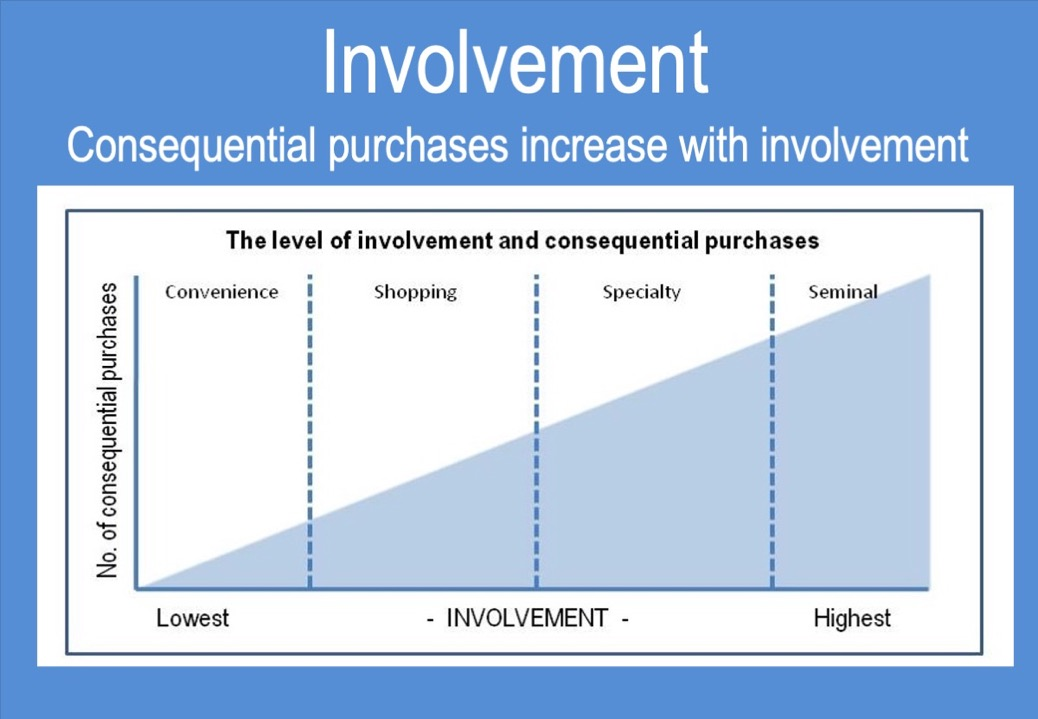 Involvement
Consequential purchases increase with involvement
The level of involvement and consequential purchases
No. of consequential purchases
Convenience
Shopping
Specialty
Seminal
Lowest
- INVOLVEMENT -
Highest